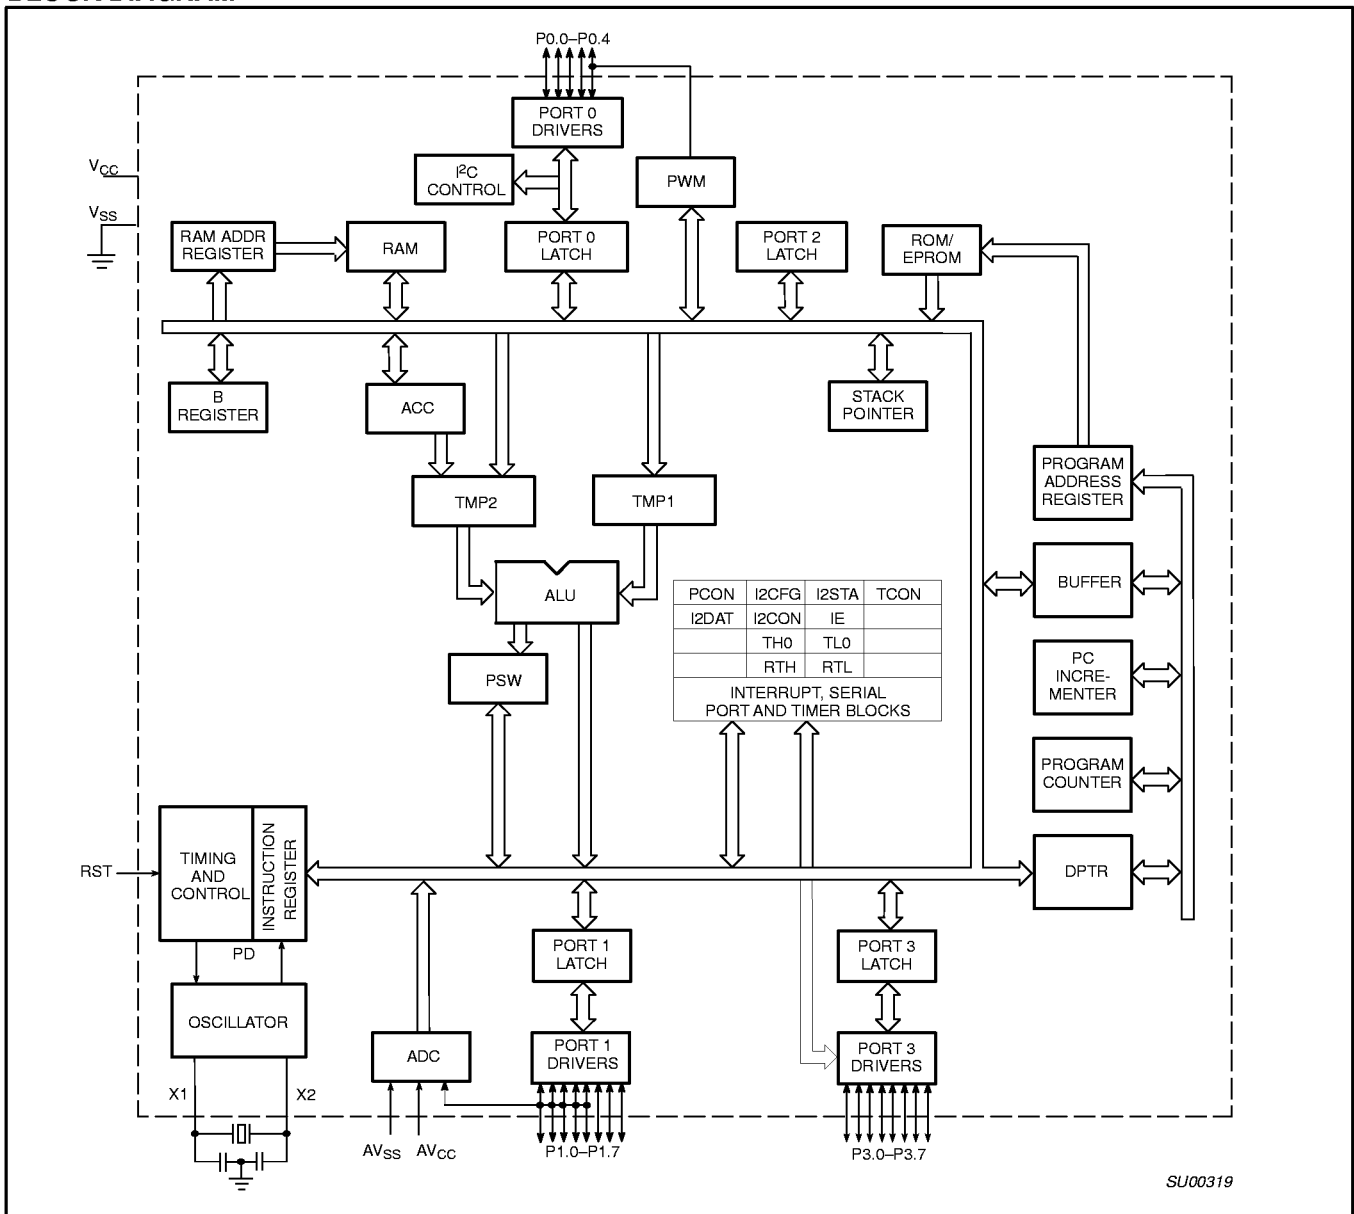 P0.0–P0.4
PORT 0
DRIVERS
VCC
I2C
CONTROL
PWM
VSS
RAM ADDR
REGISTER
RAM
PORT 0
LATCH
PORT 2
LATCH
ROM/
EPROM
B
REGISTER
ACC
STACK
POINTER
PROGRAM
ADDRESS
REGISTER
TMP2
TMP1
ALU
BUFFER
PCON I2CFG I2STA TCON
I2DAT I2CON IE
TH0 TL0
RTH RTL
INTERRUPT, SERIAL
PORT AND TIMER BLOCKS
PSW
PC
INCRE-
MENTER
PROGRAM
COUNTER
RST
TIMING
AND
CONTROL
INSTRUCTION
REGISTER
DPTR
PD
PORT 1
LATCH
PORT 3
LATCH
OSCILLATOR
ADC
PORT 1
DRIVERS
PORT 3
DRIVERS
X1
X2
AVSS
AVCC
P1.0–P1.7
P3.0–P3.7
SU00319